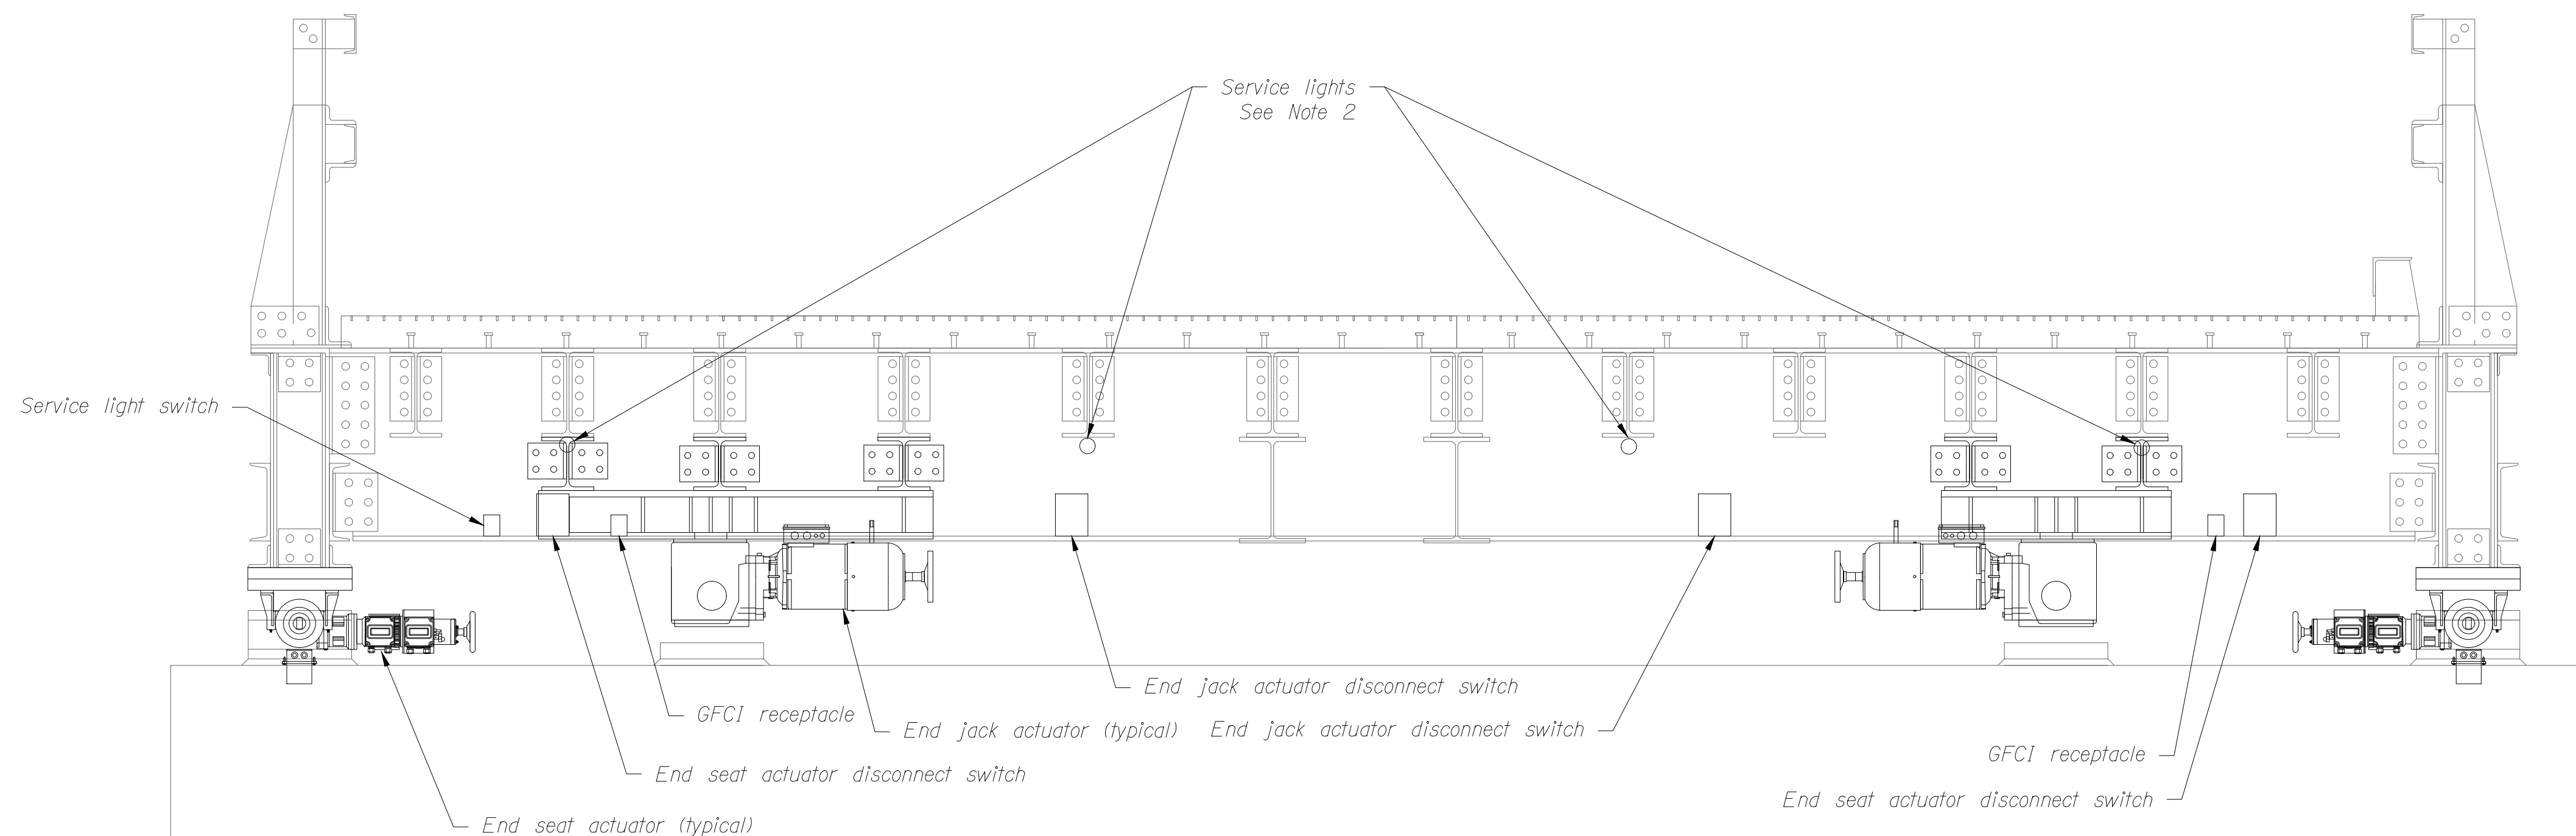 Service lights
See Note 2
Service light switch
End jack actuator disconnect switch
GFCI receptacle
End jack actuator (typical)
End jack actuator disconnect switch
GFCI receptacle
End seat actuator disconnect switch
End seat actuator disconnect switch
End seat actuator (typical)